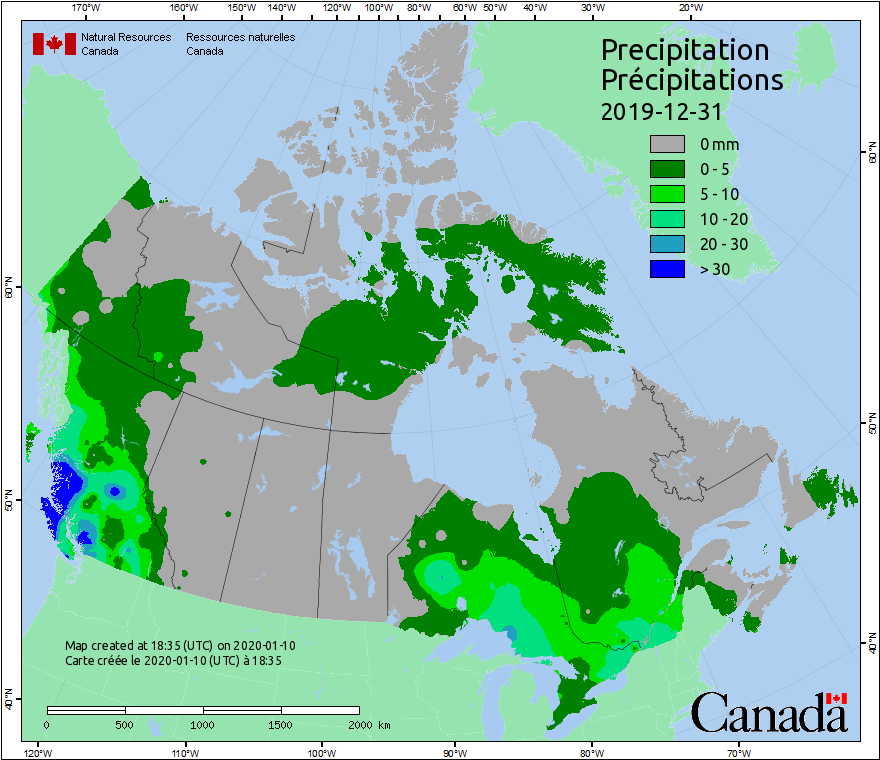 170°W 160°W 150°W 140°W 120°W 100°W 80°W 60°W 50°W 40°W 30°W 20°W
Natural Resources Ressources naturelles
Canada Canada
Precipitation
Précipitations
2019-12-31
0 mm
0 - 5
5 - 10
10 - 20
20 - 30
> 30
60°N
50°N
40°N
60°N
50°N
40°N
Map created at 18:35 (UTC) on 2020-01-10
Carte créée le 2020-01-10 (UTC) à 18:35
0 500 1000 1500 2000 km
Canada
120°W 110°W 100°W 90°W 80°W 70°W